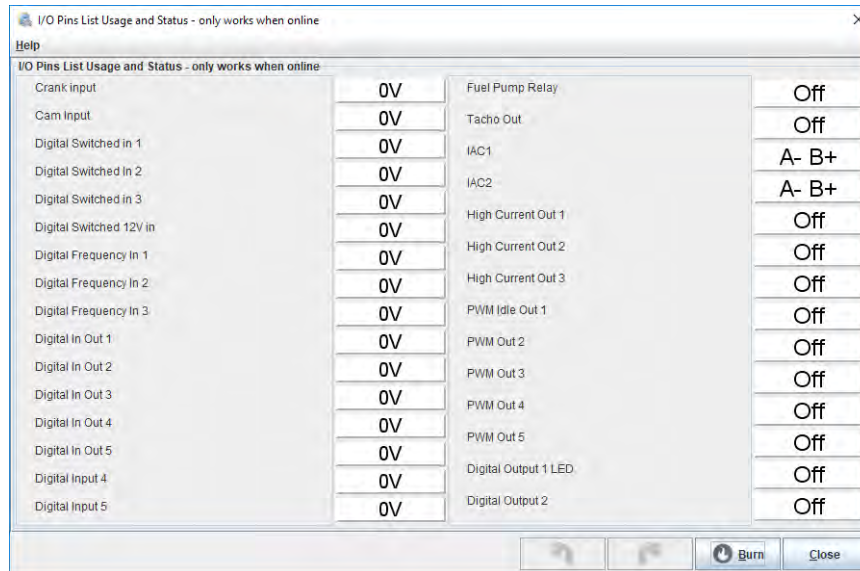 I/O Pins List Usage and Status - only works when online
Help
I/O Pins List Usage and Status - only works when online
Crank input 0V
Cam Input 0V
Digital Switched in 1 0V
Digital Switched In 2 0V
Digital Switched in 3 0V
Digital Switched 12V in 0V
Digital Frequency In 1 0V
Digital Frequency In 2 0V
Digital Frequency In 3 0V
Digital In Out 1 0V
Digital In Out 2 0V
Digital In Out 3 0V
Digital In Out 4 0V
Digital In Out 5 0V
Digital Input 4 0V
Digital Input 5 0V
Fuel Pump Relay Off
Tacho Out Off
IAC1 A- B+
IAC2 A- B+
High Current Out 1 Off
High Current Out 2 Off
High Current Out 3 Off
PWM Idle Out 1 Off
PWM Out 2 Off
PWM Out 3 Off
PWM Out 4 Off
PWM Out 5 Off
Digital Output 1 LED Off
Digital Output 2 Off
Burn Close